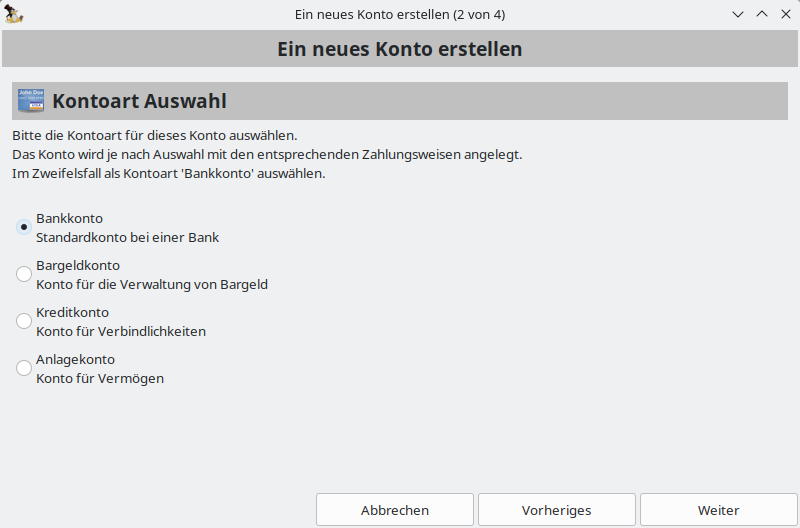 Ein neues Konto erstellen (2 von 4)
Ein neues Konto erstellen
John Doe
VISA
Kontoart Auswahl
Bitte die Kontoart für dieses Konto auswählen.
Das Konto wird je nach Auswahl mit den entsprechenden Zahlungsweisen angelegt.
Im Zweifelsfall als Kontoart 'Bankkonto' auswählen.
Bankkonto
Standardkonto bei einer Bank
Bargeldkonto
Konto für die Verwaltung von Bargeld
Kreditkonto
Konto für Verbindlichkeiten
Anlagekonto
Konto für Vermögen
Abbrechen
Vorheriges
Weiter